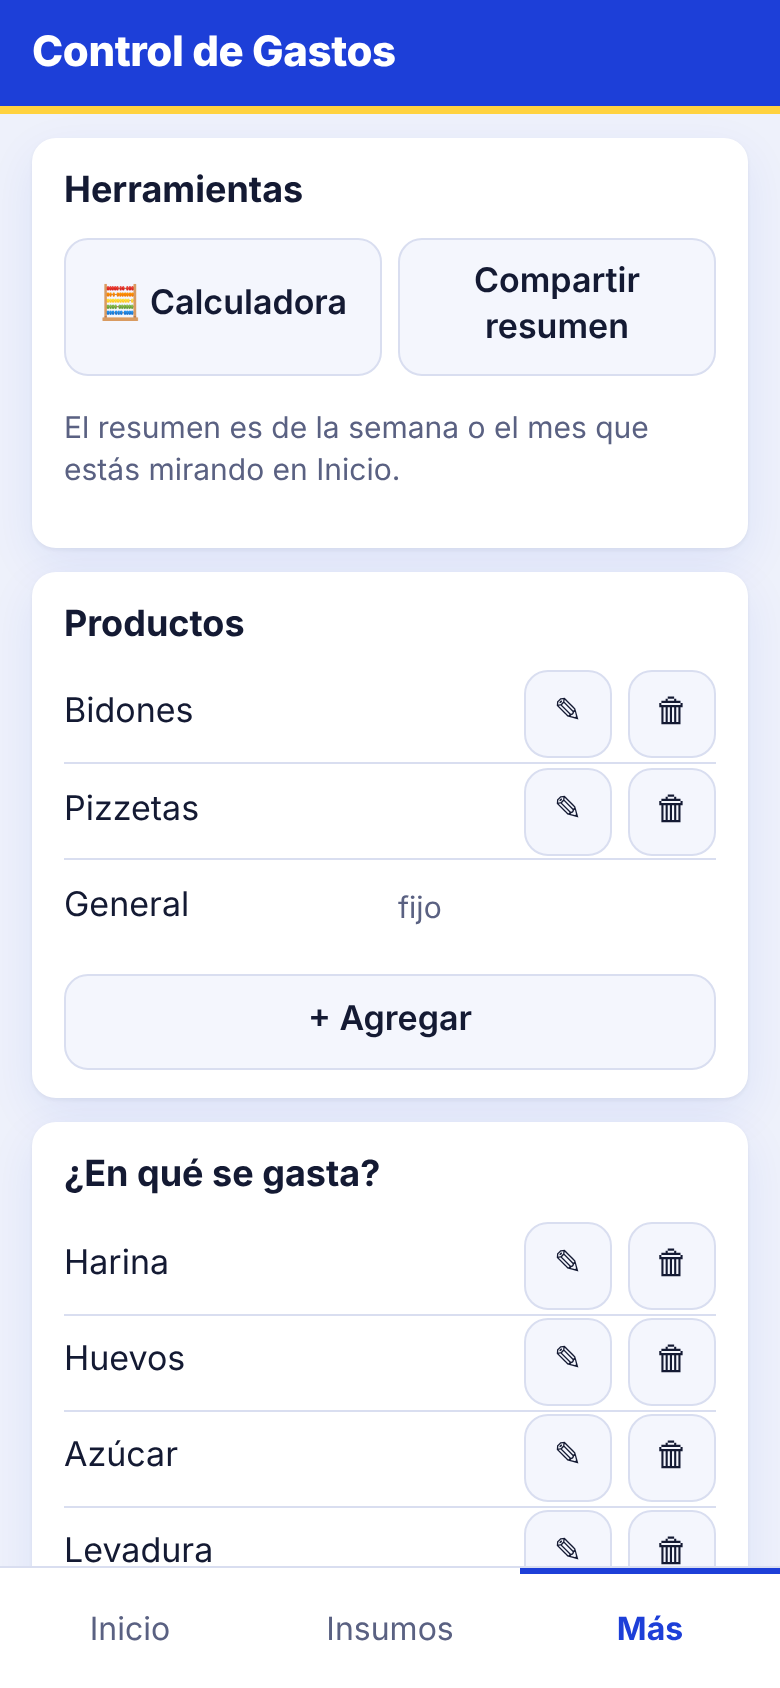 Control de Gastos
Herramientas
🧮 Calculadora
Compartir
resumen
El resumen es de la semana o el mes que
estás mirando en Inicio.
Productos
Bidones
Pizzetas
General fijo
+ Agregar
¿En qué se gasta?
Harina
Huevos
Azúcar
Levadura
Inicio Insumos Más